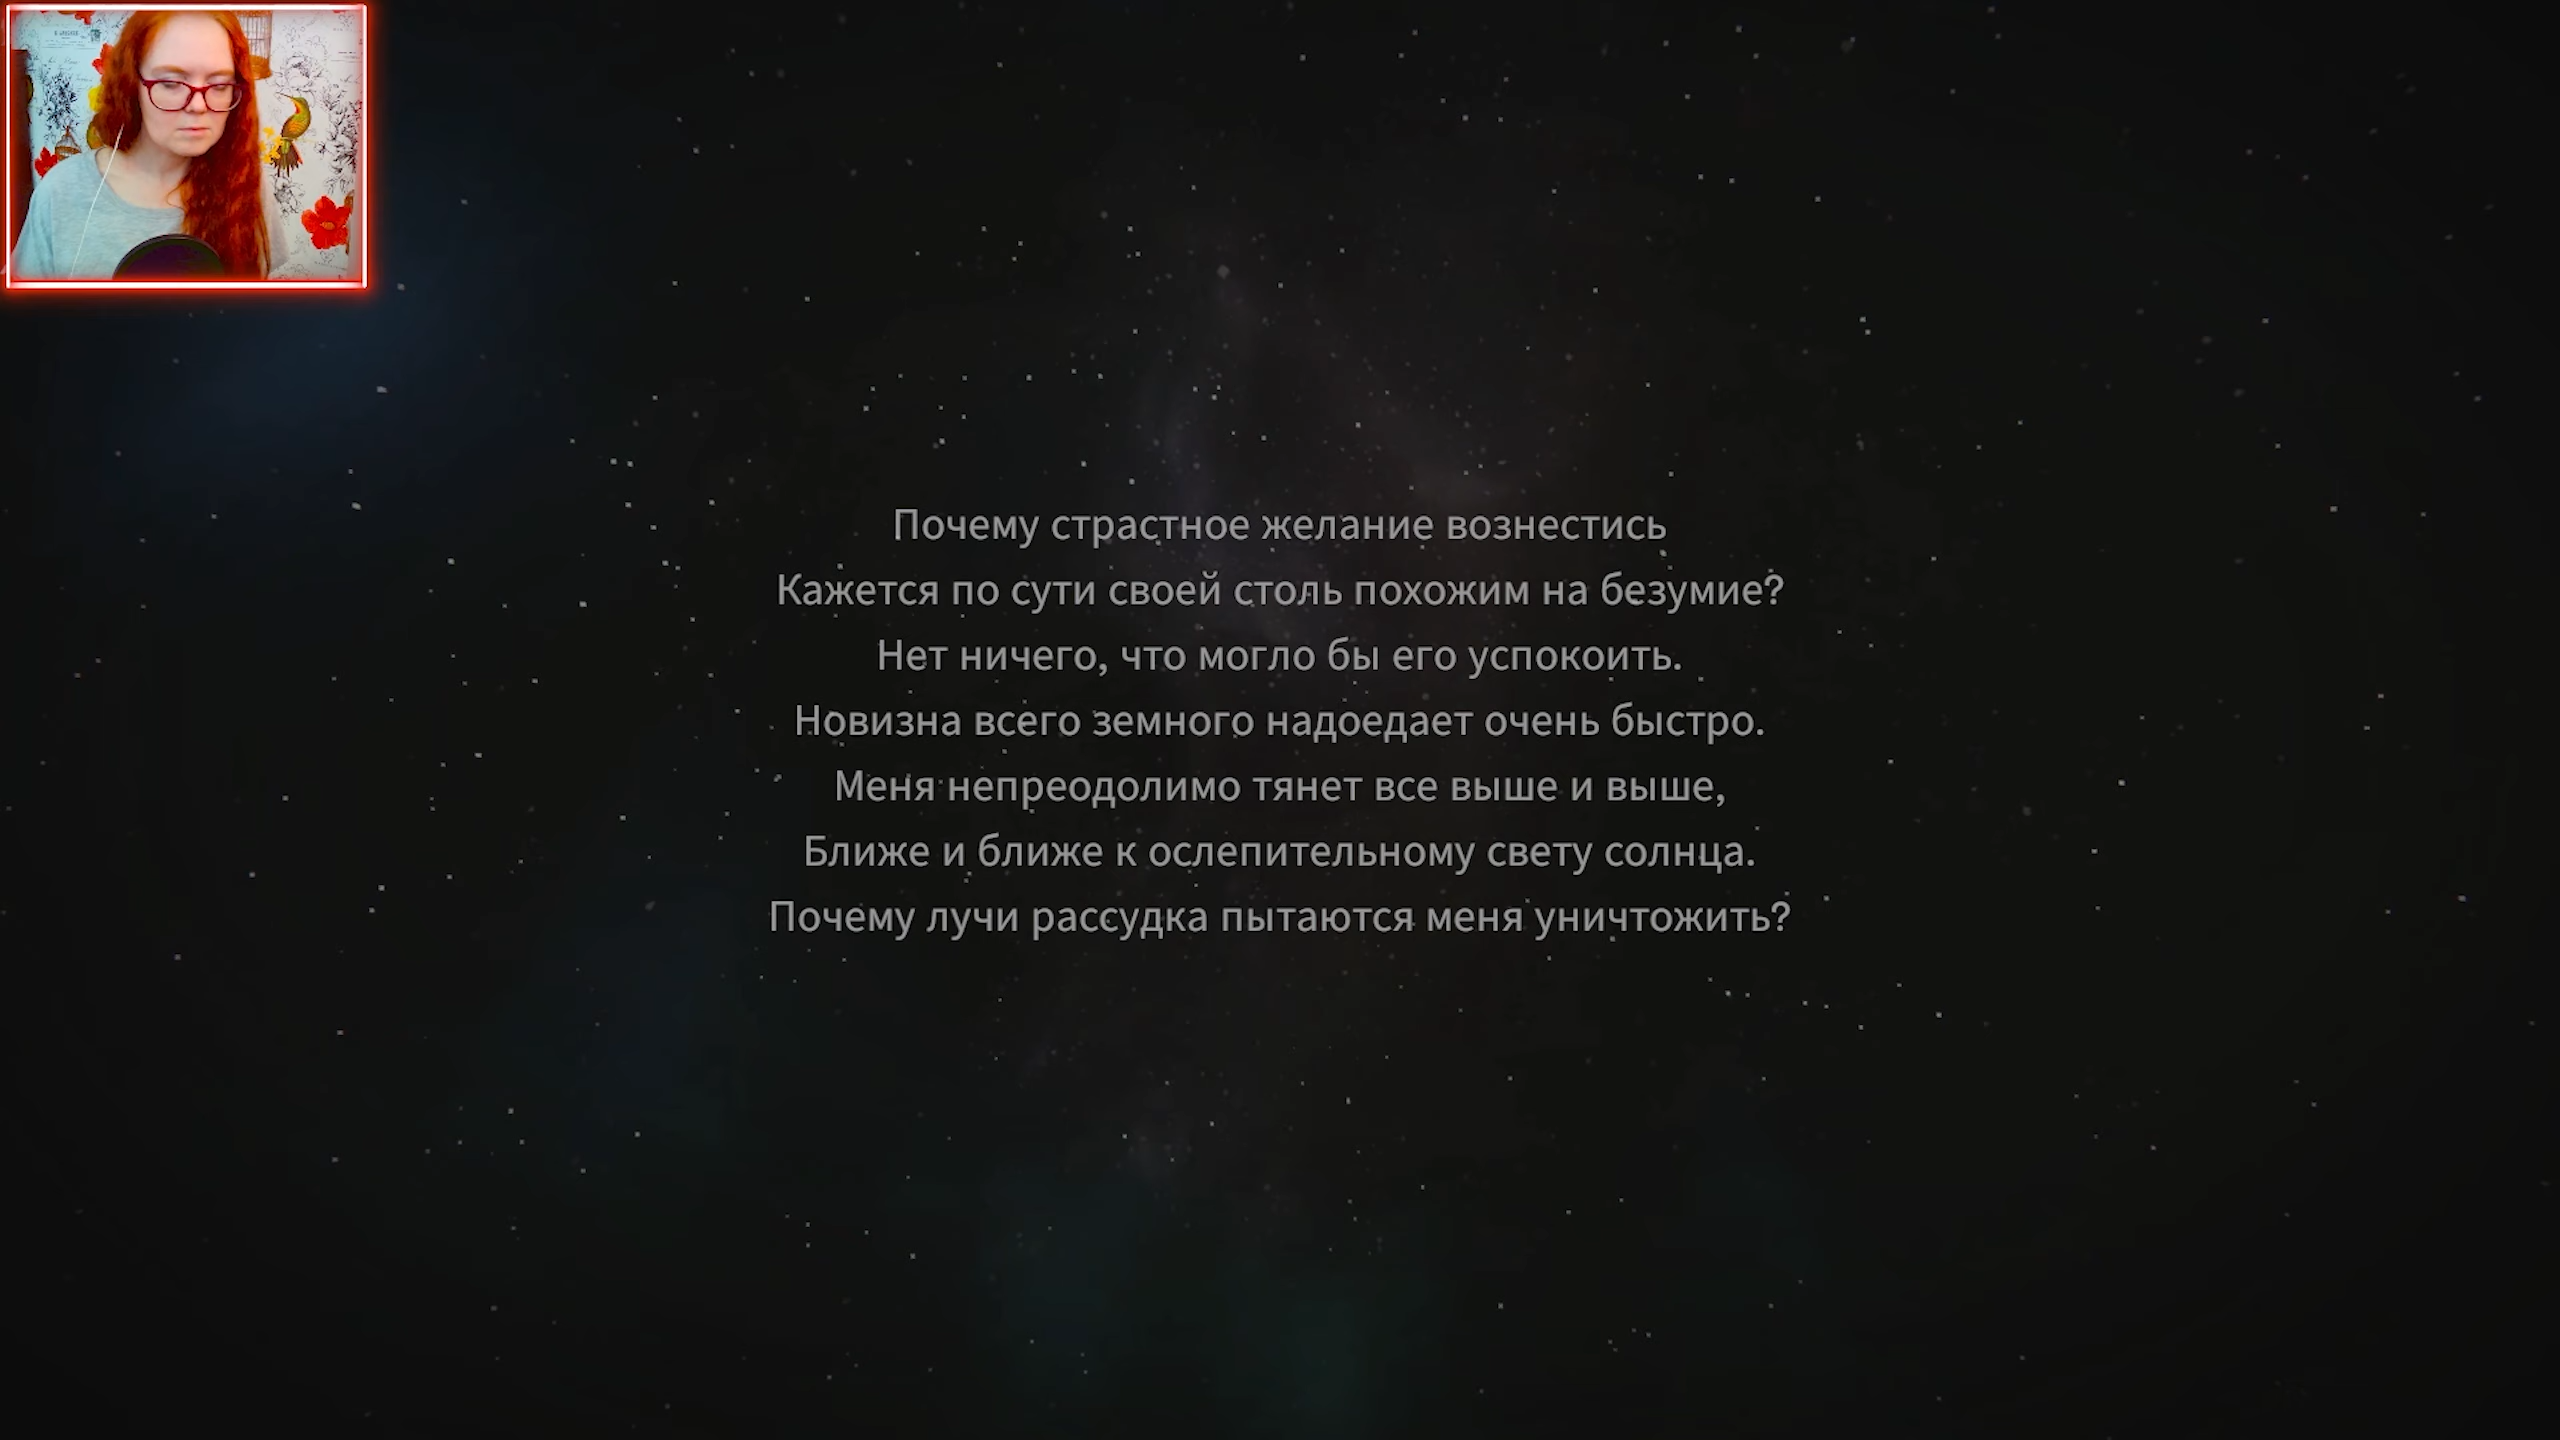 Почему страстное желание вознестись
Кажется по сути своей столь похожим на безумие?
Нет ничего, что могло бы его успокоить.
Новизна всего земного надоедает очень быстро.
Меня непреодолимо тянет все выше и выше,
Ближе и ближе к ослепительному свету солнца.
Почему лучи рассудка пытаются меня уничтожить?